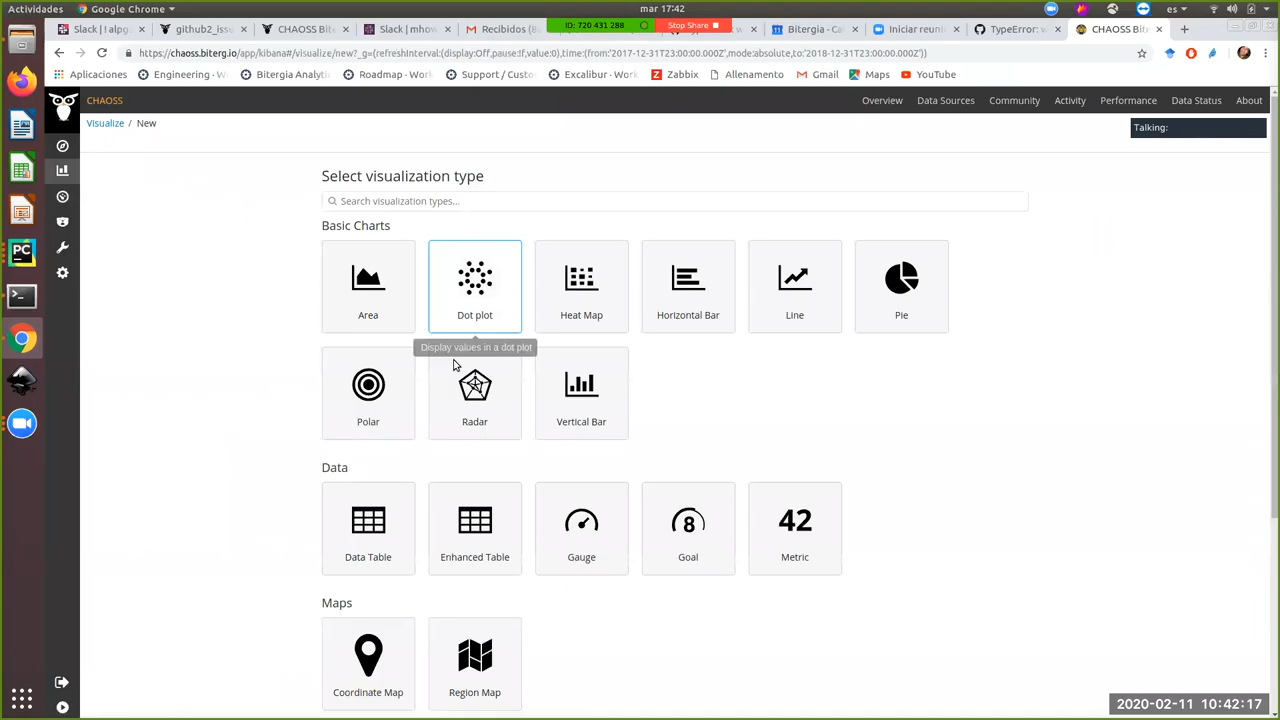 Actividades Google Chrome mar 17:42 es
Slack | alpg github2_iss CHAOSS Bit Slack | mhow Recibidos ( ID: 720 431 288 Stop Share Bitergia - Ca Iniciar reuni TypeError: w CHAOSS Bit
https://chaoss.biterg.io/app/kibana#/visualize/new?_g=(refreshInterval:(display:Off,pause:!f,value:0),time:(from:'2017-12-31T23:00:00.000Z',mode:absolute,to:'2018-12-31T23:00:00.000Z'))
Aplicaciones Engineering - W Bitergia Analyti Roadmap - Work Support / Custo Excalibur - Work Zabbix Allenamento Gmail Maps YouTube
CHAOSS Overview Data Sources Community Activity Performance Data Status About
Visualize / New
Talking:
Select visualization type
Search visualization types...
Basic Charts
Area Dot plot Heat Map Horizontal Bar Line Pie
Display values in a dot plot
Polar Radar Vertical Bar
Data
8 42
Data Table Enhanced Table Gauge Goal Metric
Maps
Coordinate Map Region Map
PC
2020-02-11 10:42:17